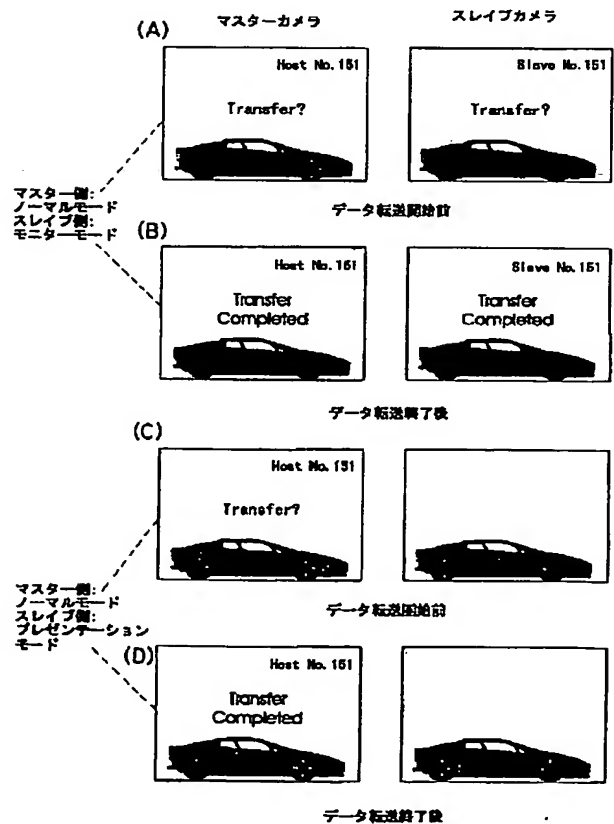 マスターカメラ スレイブカメラ
(A)
Host No.151 Slave No.151
Transfer? Transfer?
マスター側:
ノーマルモード
スレイブ側:
モニターモード
データ転送開始前
(B)
Host No.151 Slave No.151
Transfer Transfer
Completed Completed
データ転送終了後
(C)
Host No.151
Transfer?
マスター側:
ノーマルモード
スレイブ側:
プレゼンテーション
モード
データ転送開始前
(D)
Host No.151
Transfer
Completed
データ転送終了後